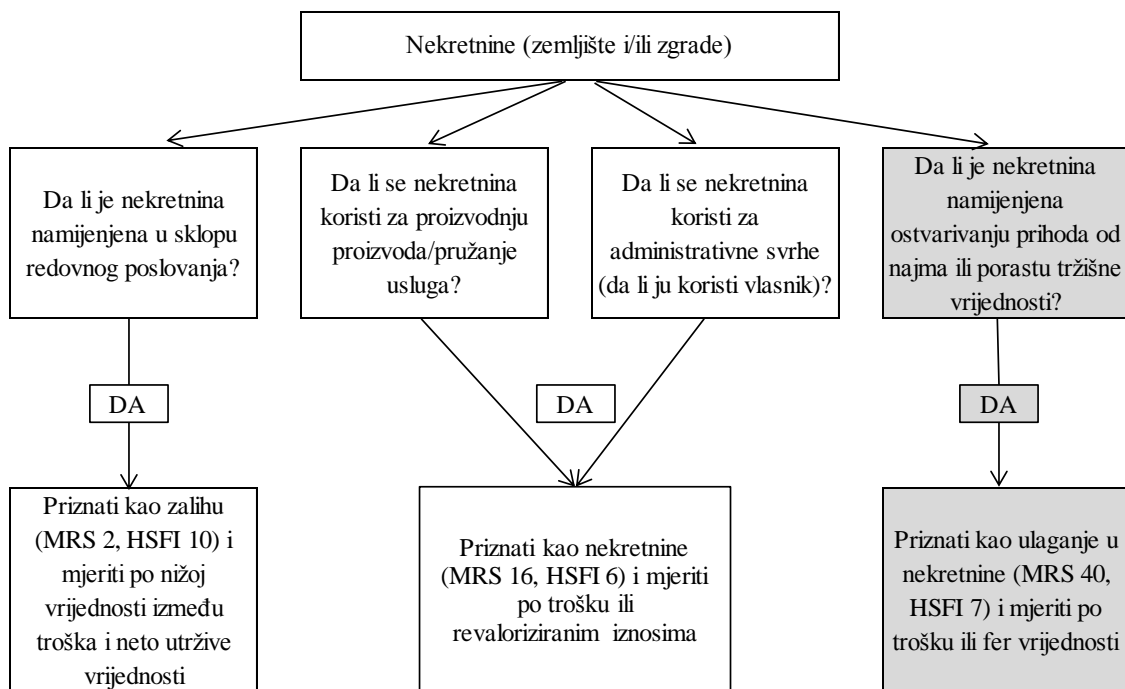 Nekretnine (zemljište i/ili zgrade)
Da li je nekretnina
namijenjena u sklopu
redovnog poslovanja?
Da li se nekretnina
koristi za proizvodnju
proizvoda/pružanje
usluga?
Da li se nekretnina
koristi za
administrativne svrhe
(da li ju koristi vlasnik)?
Da li je nekretnina
namijenjena
ostvarivanju prihoda od
najma ili porastu tržišne
vrijednosti?
DA
DA
DA
Priznati kao zalihu
(MRS 2, HSFI 10) i
mjeriti po nižoj
vrijednosti između
troška i neto utržive
vrijednosti
Priznati kao nekretnine
(MRS 16, HSFI 6) i mjeriti
po trošku ili
revaloriziranim iznosima
Priznati kao ulaganje u
nekretnine (MRS 40,
HSFI 7) i mjeriti po
trošku ili fer vrijednosti